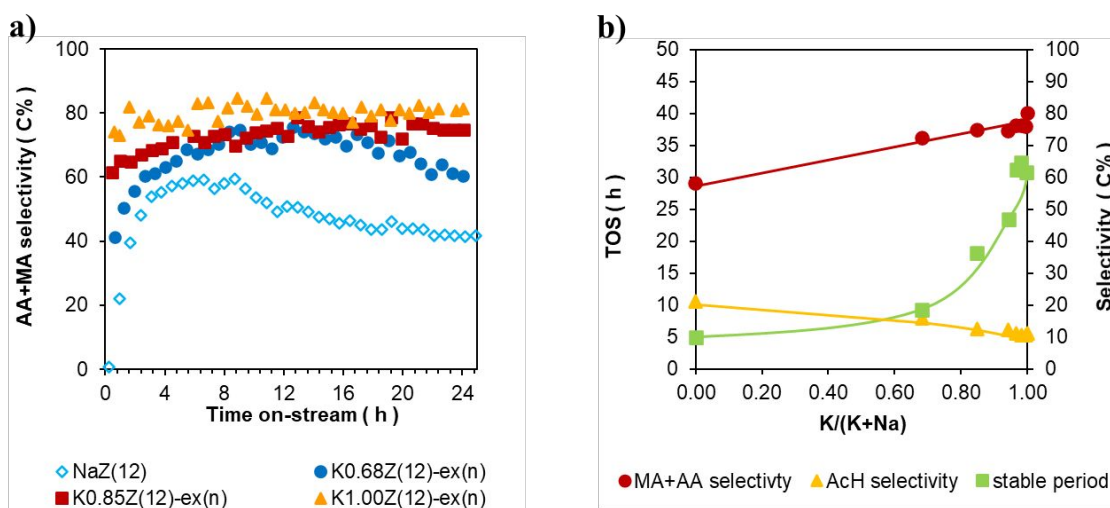 a)
AA+MA selectivity ( C% )
100
80
60
40
20
0
0 4 8 12 16 20 24
Time on-stream ( h )
NaZ(12) K0.68Z(12)-ex(n)
K0.85Z(12)-ex(n) K1.00Z(12)-ex(n)
b)
TOS ( h )
50
45
40
35
30
25
20
15
10
5
0
0.00 0.20 0.40 0.60 0.80 1.00
K/(K+Na)
100
90
80
70
60
50
40
30
20
10
0
Selectivity ( C%)
MA+AA selectivty AcH selectivity stable period